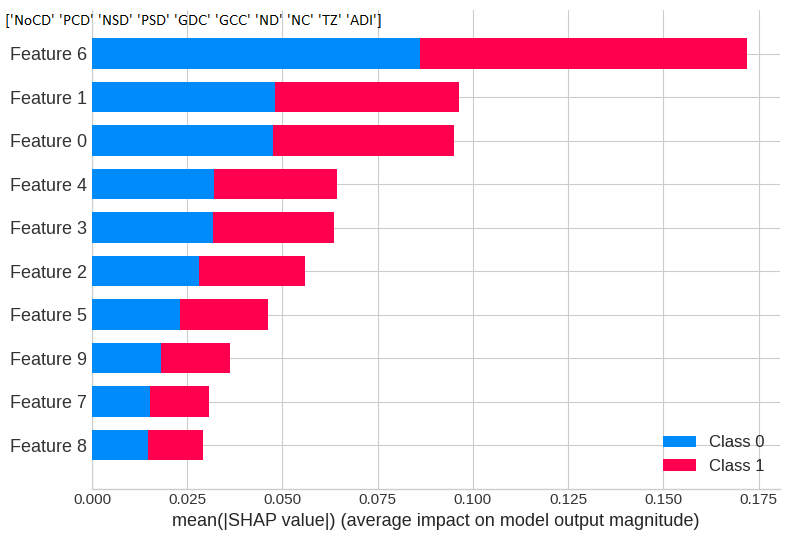 ['NoCD' 'PCD' 'NSD' 'PSD' 'GDC' 'GCC' 'ND' 'NC' 'TZ' 'ADI']
Feature 6
Feature 1
Feature 0
Feature 4
Feature 3
Feature 2
Feature 5
Feature 9
Feature 7
Feature 8
Class 0
Class 1
0.000 0.025 0.050 0.075 0.100 0.125 0.150 0.175
mean(|SHAP value|) (average impact on model output magnitude)